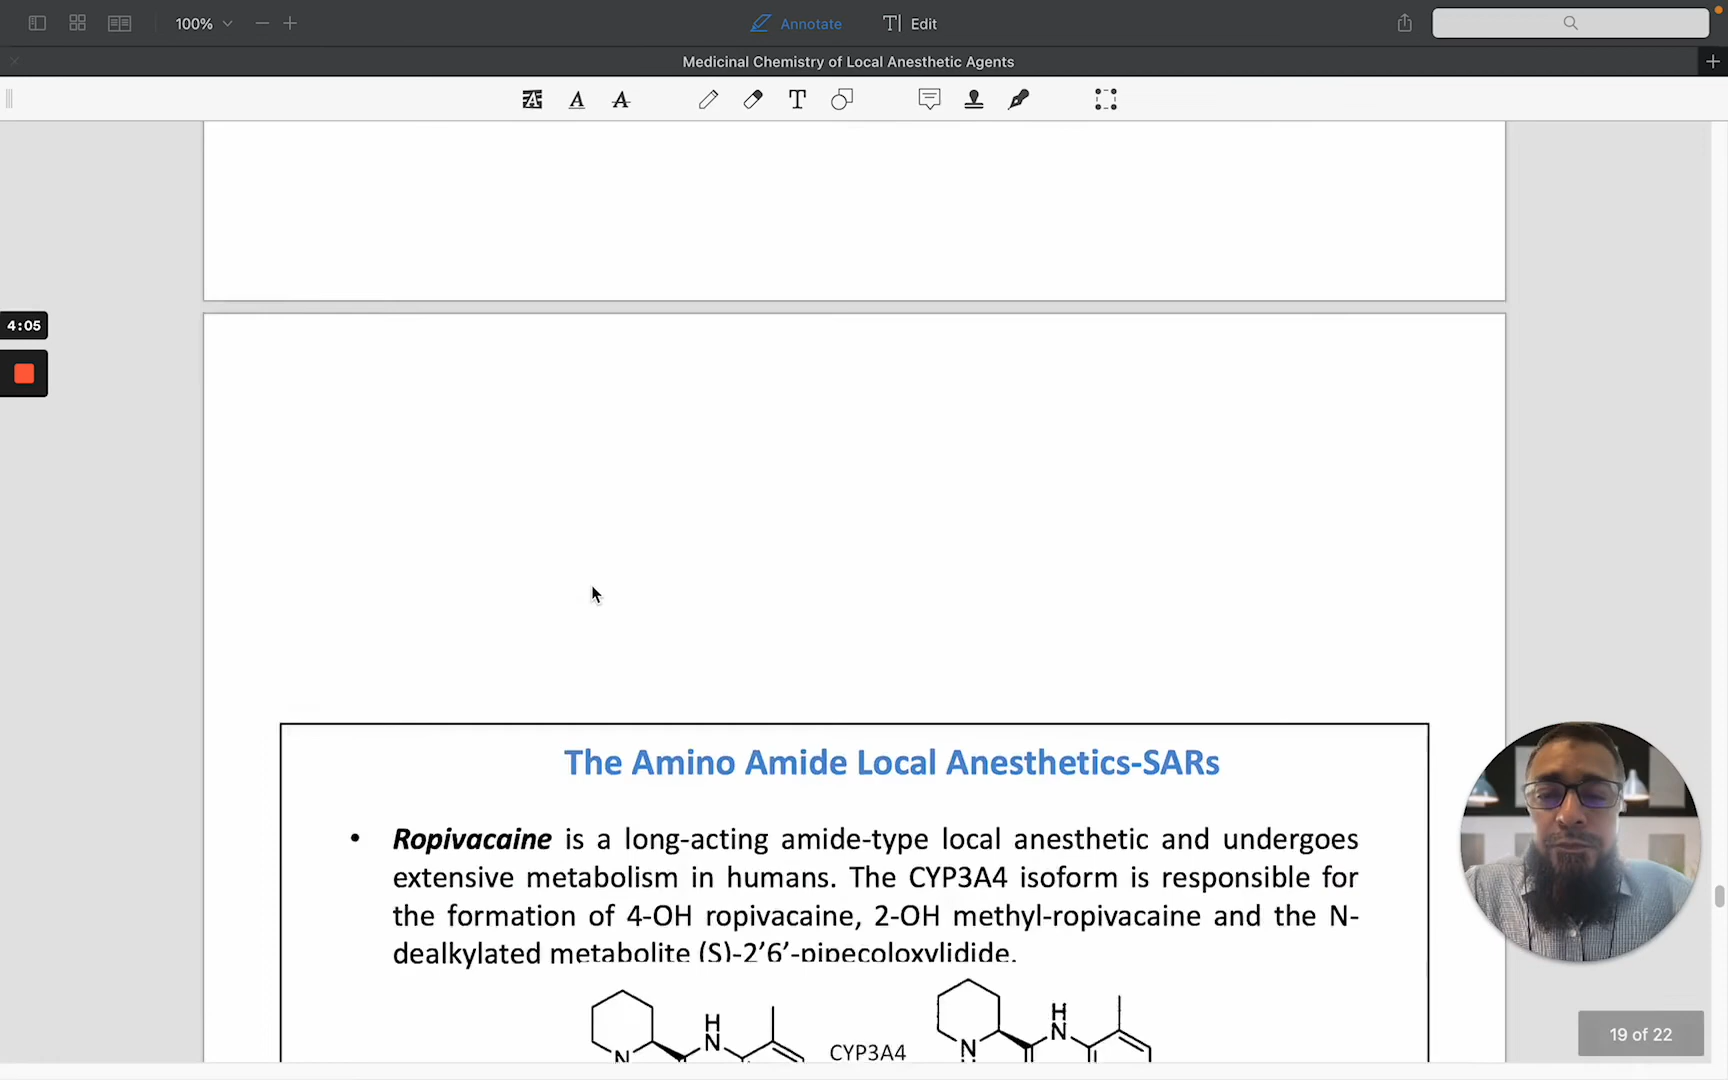 100%
Annotate
T| Edit
Medicinal Chemistry of Local Anesthetic Agents
4:05
The Amino Amide Local Anesthetics-SARs
• Ropivacaine is a long-acting amide-type local anesthetic and undergoes
extensive metabolism in humans. The CYP3A4 isoform is responsible for
the formation of 4-OH ropivacaine, 2-OH methyl-ropivacaine and the N-
dealkylated metabolite (S)-2’6’-pipecoloxylidide.
H
N
N
CYP3A4
H
N
N
H
19 of 22